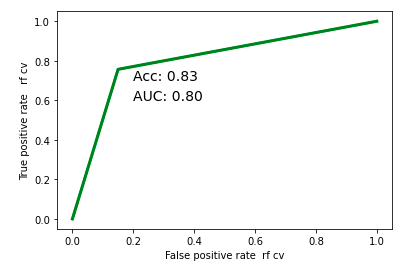 1.0
0.8
0.6
0.4
0.2
0.0
True positive rate  rf cv
Acc: 0.83
AUC: 0.80
0.0 0.2 0.4 0.6 0.8 1.0
False positive rate  rf cv